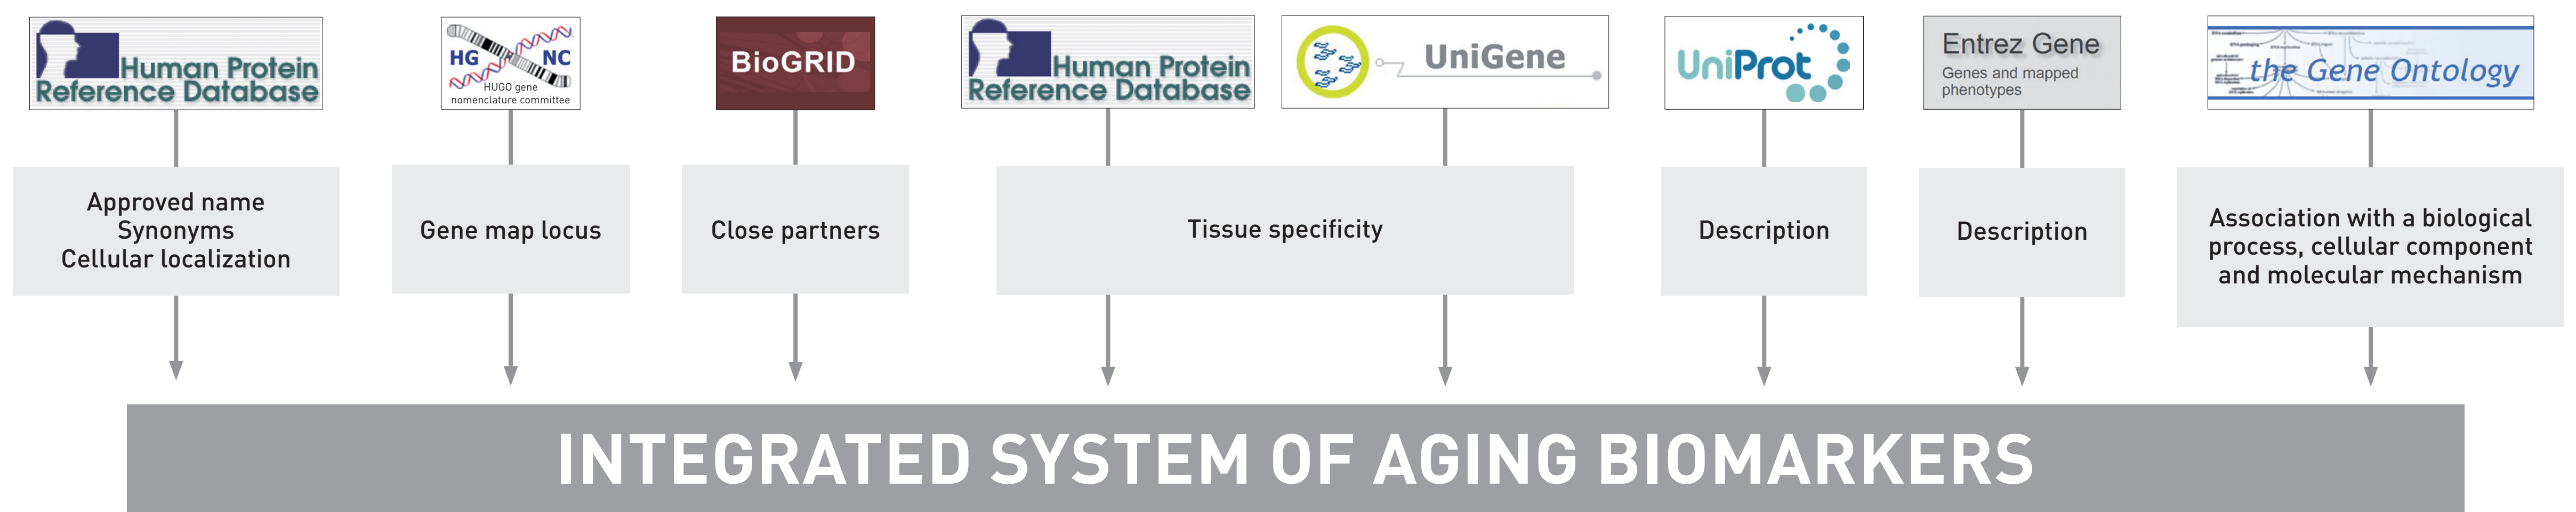 Human Protein
Reference Database
HG NC
HUGO gene
nomenclature committee
BioGRID
Human Protein
Reference Database
UniGene
UniProt
Entrez Gene
Genes and mapped
phenotypes
the Gene Ontology
Approved name
Synonyms
Cellular localization
Gene map locus
Close partners
Tissue specificity
Description
Description
Association with a biological
process, cellular component
and molecular mechanism
INTEGRATED SYSTEM OF AGING BIOMARKERS